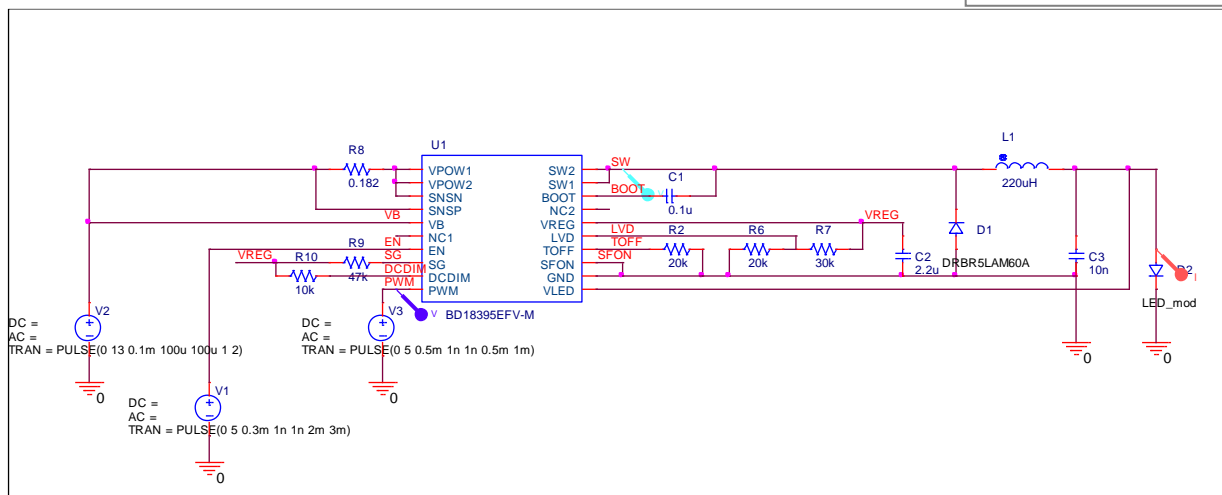 U1
L1
R8
0.182
VPOW1
VPOW2
SNSN
SNSP
VB
NC1
EN
SG
DCDIM
PWM
SW2
SW1
BOOT
NC2
VREG
LVD
TOFF
SFON
GND
VLED
BD18395EFV-M
SW
BOOT
C1
0.1u
220uH
VB
EN
SG
DCDIM
PWM
VREG
R9
47k
R10
10k
LVD
TOFF
SFON
R2
20k
R6
20k
R7
30k
VREG
C2
2.2u
D1
DRBR5LAM60A
C3
10n
D2
LED_mod
V
I
V2
DC =
AC =
TRAN = PULSE(0 13 0.1m 100u 100u 1 2)
0
V3
DC =
AC =
TRAN = PULSE(0 5 0.5m 1n 1n 0.5m 1m)
0
V1
DC =
AC =
TRAN = PULSE(0 5 0.3m 1n 1n 2m 3m)
0
0
0